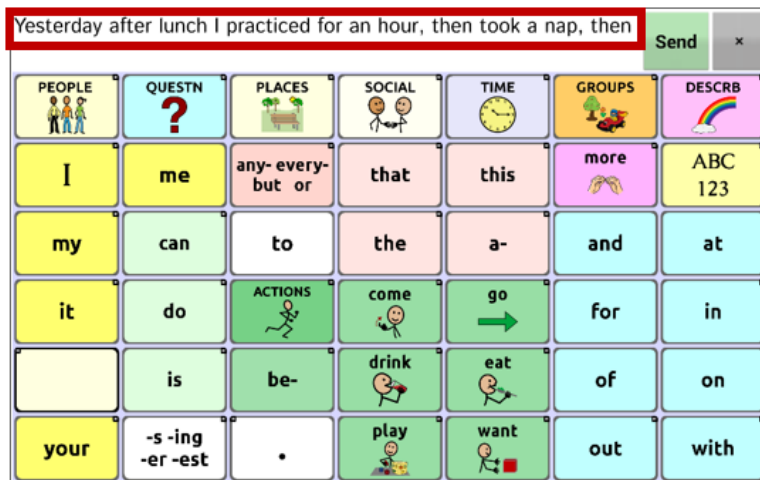 Yesterday after lunch I practiced for an hour, then took a nap, then
Send ×
PEOPLE QUESTN PLACES SOCIAL TIME GROUPS DESCRB
?
I me any- every- that this more ABC
but or 123
my can to the a- and at
it do ACTIONS come go for in
is be- drink eat of on
your -s -ing . play want out with
-er -est